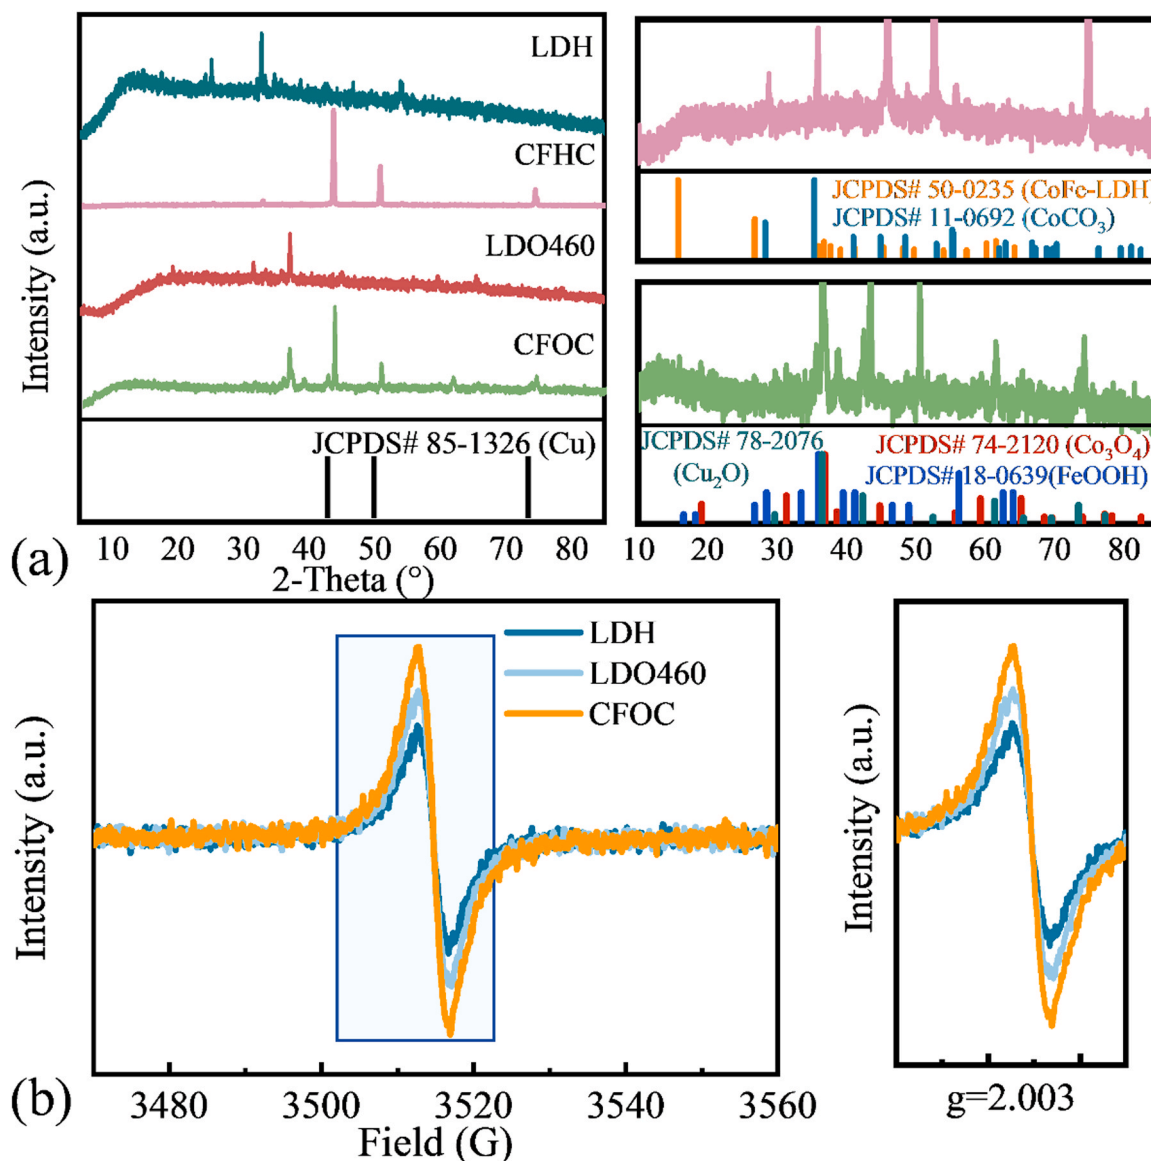 LDH
CFHC
LDO460
CFOC
JCPDS# 85-1326 (Cu)
Intensity (a.u.)
10 20 30 40 50 60 70 80
2-Theta (°)
JCPDS# 50-0235 (CoFe-LDH)
JCPDS# 11-0692 (CoCO₃)
JCPDS# 78-2076
(Cu₂O)
JCPDS# 74-2120 (Co₃O₄)
JCPDS# 18-0639(FeOOH)
10 20 30 40 50 60 70 80
(a)
LDH
LDO460
CFOC
Intensity (a.u.)
3480 3500 3520 3540 3560
Field (G)
Intensity (a.u.)
g=2.003
(b)